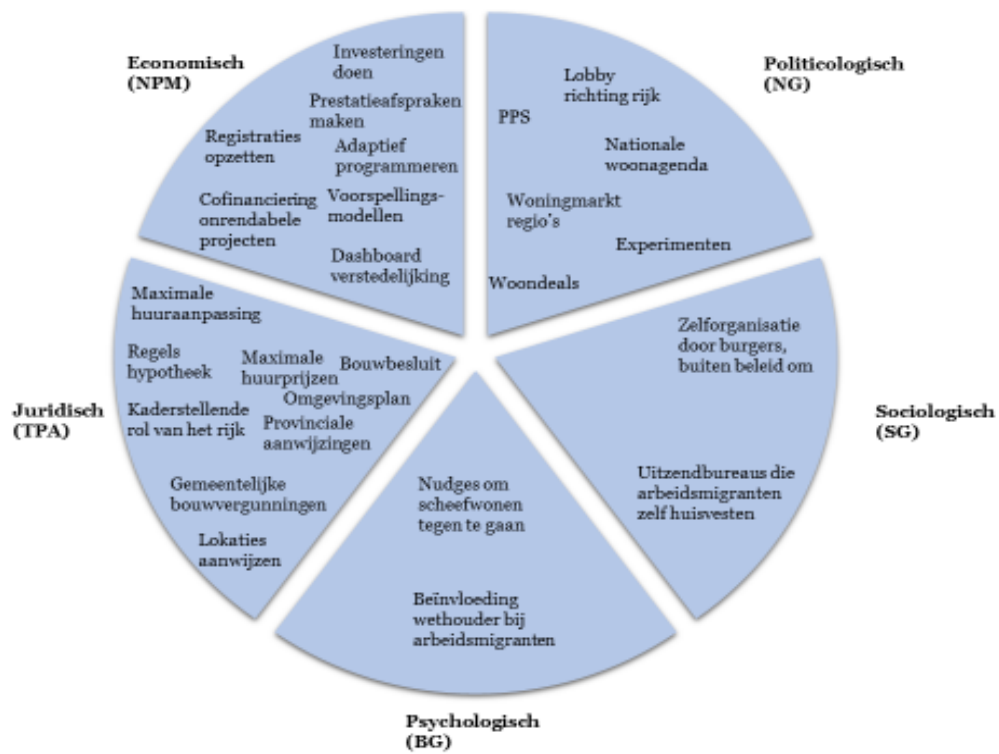 Economisch
(NPM)
Investeringen
doen
Prestatieafspraken
maken
Registraties
opzetten
Adaptief
programmeren
Cofinanciering
onrendabele
projecten
Voorspellings-
modellen
Dashboard
verstedelijking
Politicologisch
(NG)
Lobby
richting rijk
PPS
Nationale
woonagenda
Woningmarkt
regio's
Experimenten
Woondeals
Sociologisch
(SG)
Zelforganisatie
door burgers,
buiten beleid om
Uitzendbureaus die
arbeidsmigranten
zelf huisvesten
Psychologisch
(BG)
Nudges om
scheefwonen
tegen te gaan
Beïnvloeding
wethouder bij
arbeidsmigranten
Juridisch
(TPA)
Maximale
huuraanpassing
Regels
hypotheek
Maximale
huurprijzen
Bouwbesluit
Omgevingsplan
Kaderstellende
rol van het rijk
Provinciale
aanwijzingen
Gemeentelijke
bouwvergunningen
Lokaties
aanwijzen